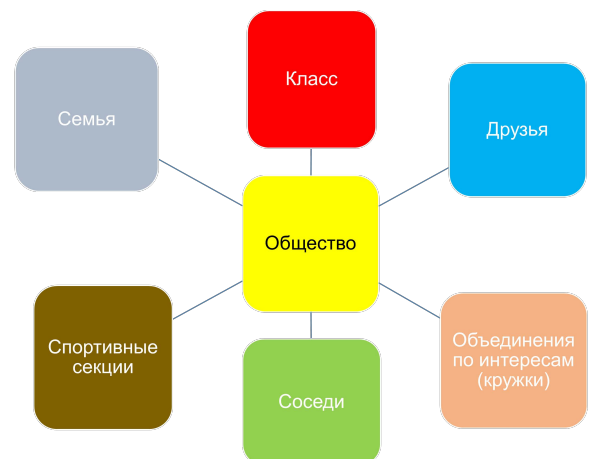 Класс
Семья
Друзья
Общество
Спортивные
секции
Объединения
по интересам
(кружки)
Соседи